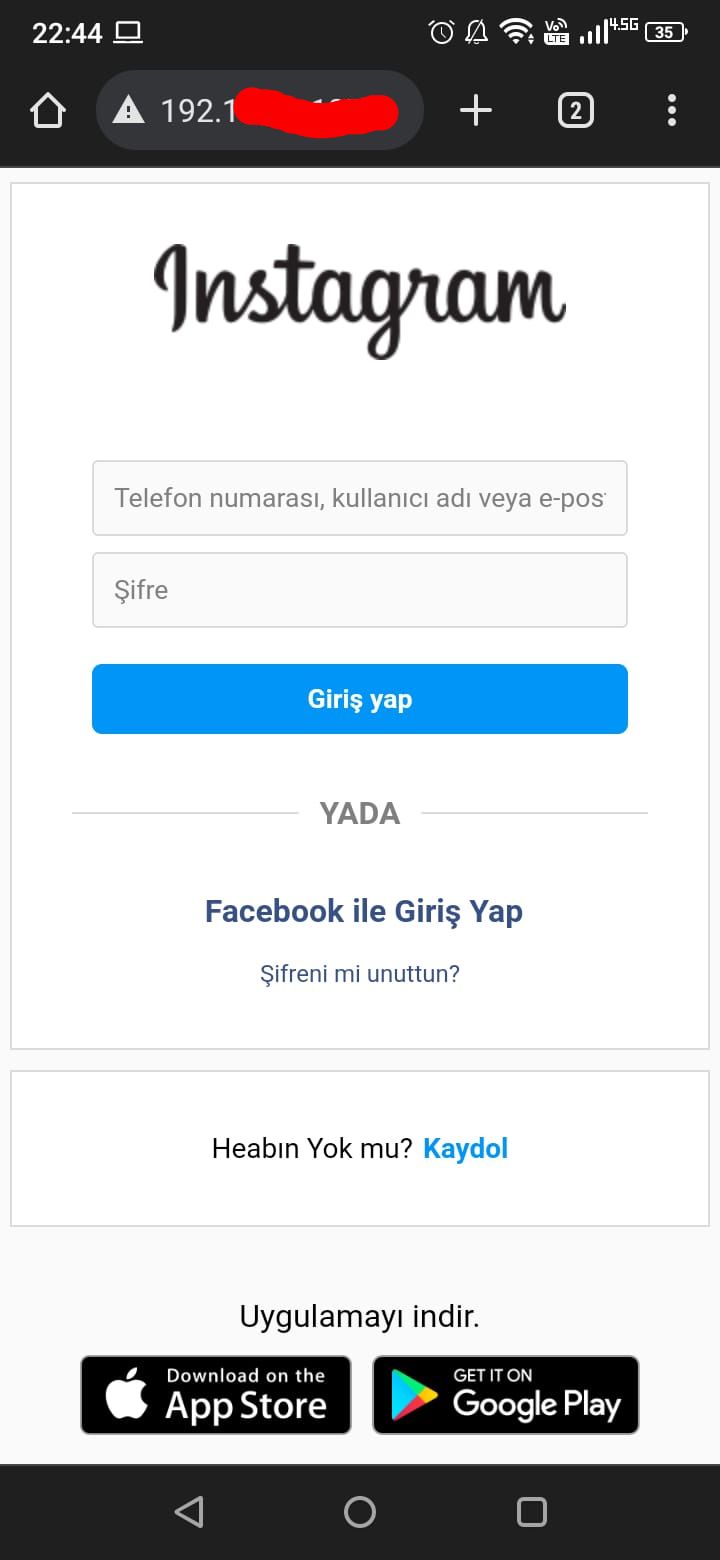 22:44
VoLTE 4.5G 35
192.1
2
Instagram
Telefon numarası, kullanıcı adı veya e-pos
Şifre
Giriş yap
YADA
Facebook ile Giriş Yap
Şifreni mi unuttun?
Heabın Yok mu? Kaydol
Uygulamayı indir.
Download on the
App Store
GET IT ON
Google Play